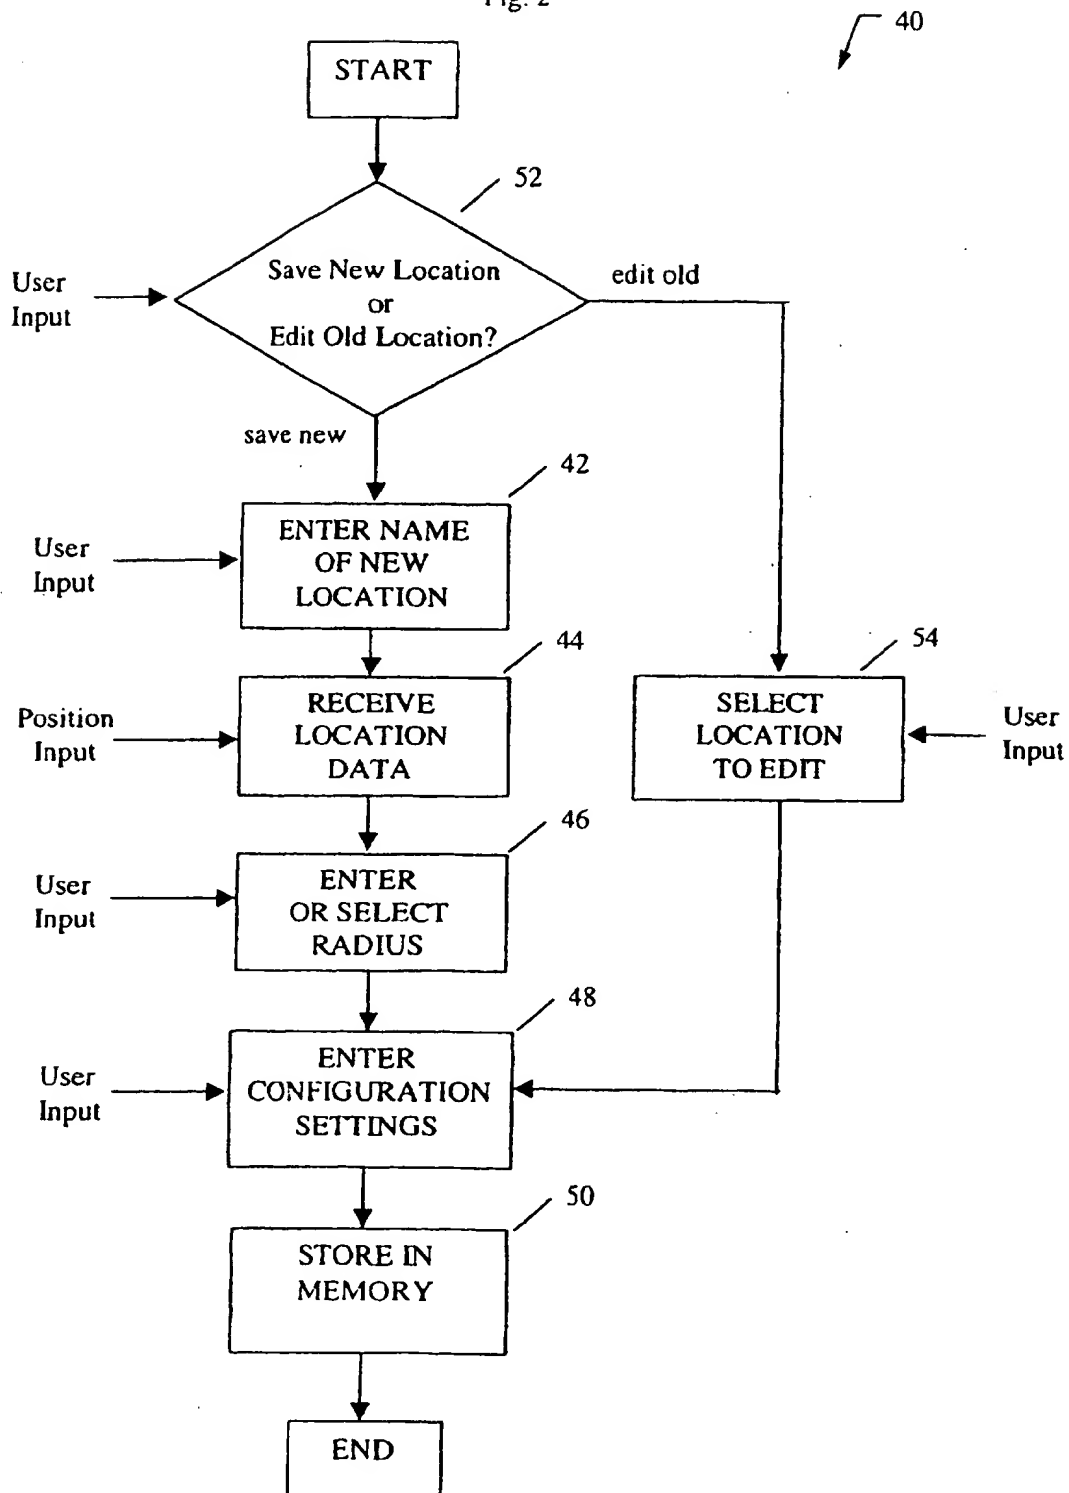 Fig. 2
40
START
52
User
Input
Save New Location
or
Edit Old Location?
edit old
save new
42
User
Input
ENTER NAME
OF NEW
LOCATION
44
Position
Input
RECEIVE
LOCATION
DATA
54
SELECT
LOCATION
TO EDIT
User
Input
46
User
Input
ENTER
OR SELECT
RADIUS
48
User
Input
ENTER
CONFIGURATION
SETTINGS
50
STORE IN
MEMORY
END